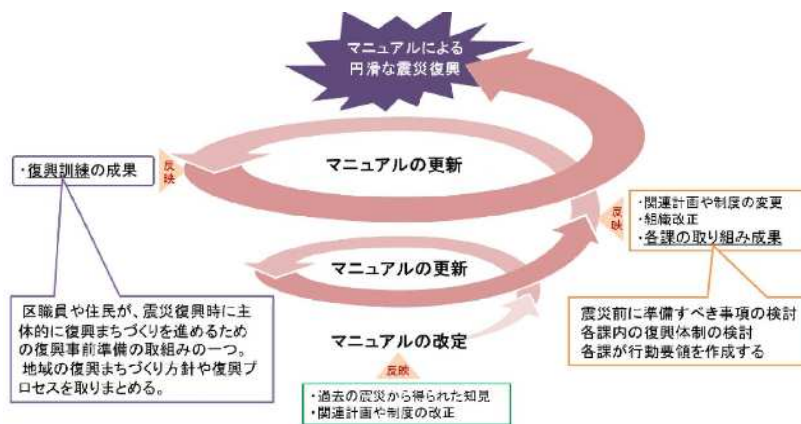 マニュアルによる
円滑な震災復興
・復興訓練の成果
反映
マニュアルの更新
・関連計画や制度の変更
・組織改正
・各課の取り組み成果
反映
マニュアルの更新
区職員や住民が、震災復興時に主
体的に復興まちづくりを進めるため
の復興事前準備の取組みの一つ。
地域の復興まちづくり方針や復興プ
ロセスを取りまとめる。
震災前に準備すべき事項の検討
各課内の復興体制の検討
各課が行動要領を作成する
マニュアルの改定
反映
・過去の震災から得られた知見
・関連計画や制度の改正